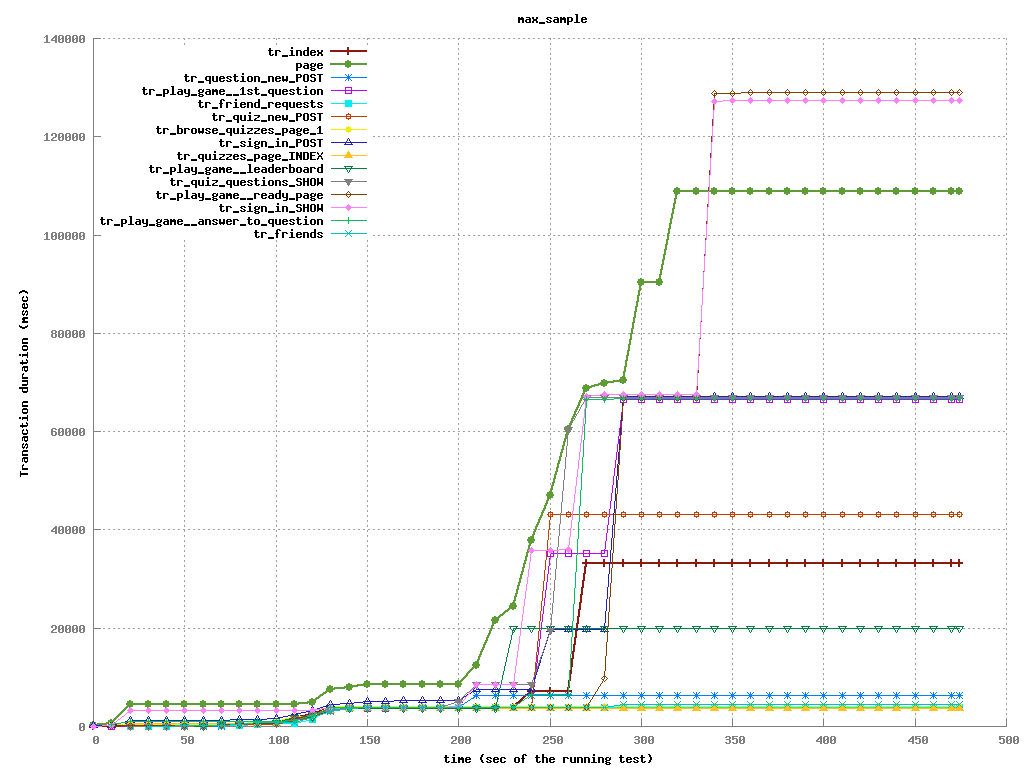 max_sample
140000
120000
100000
80000
60000
40000
20000
0
Transaction duration (msec)
tr_index
page
tr_question_new_POST
tr_play_game__1st_question
tr_friend_requests
tr_quiz_new_POST
tr_browse_quizzes_page_1
tr_sign_in_POST
tr_quizzes_page_INDEX
tr_play_game__leaderboard
tr_quiz_questions_SHOW
tr_play_game__ready_page
tr_sign_in_SHOW
tr_play_game__answer_to_question
tr_friends
0 50 100 150 200 250 300 350 400 450 500
time (sec of the running test)